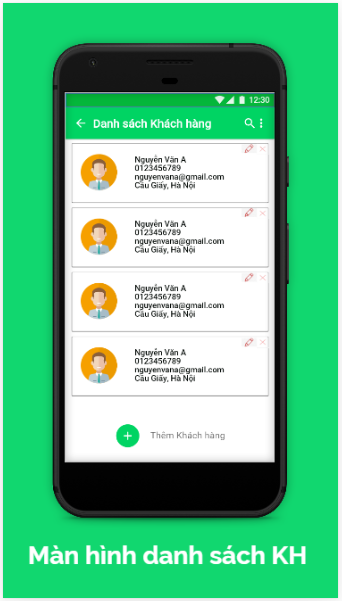 12:30
Danh sách Khách hàng
Nguyễn Văn A
0123456789
nguyenvana@gmail.com
Cầu Giấy, Hà Nội
Nguyễn Văn A
0123456789
nguyenvana@gmail.com
Cầu Giấy, Hà Nội
Nguyễn Văn A
0123456789
nguyenvana@gmail.com
Cầu Giấy, Hà Nội
Nguyễn Văn A
0123456789
nguyenvana@gmail.com
Cầu Giấy, Hà Nội
Thêm Khách hàng
Màn hình danh sách KH